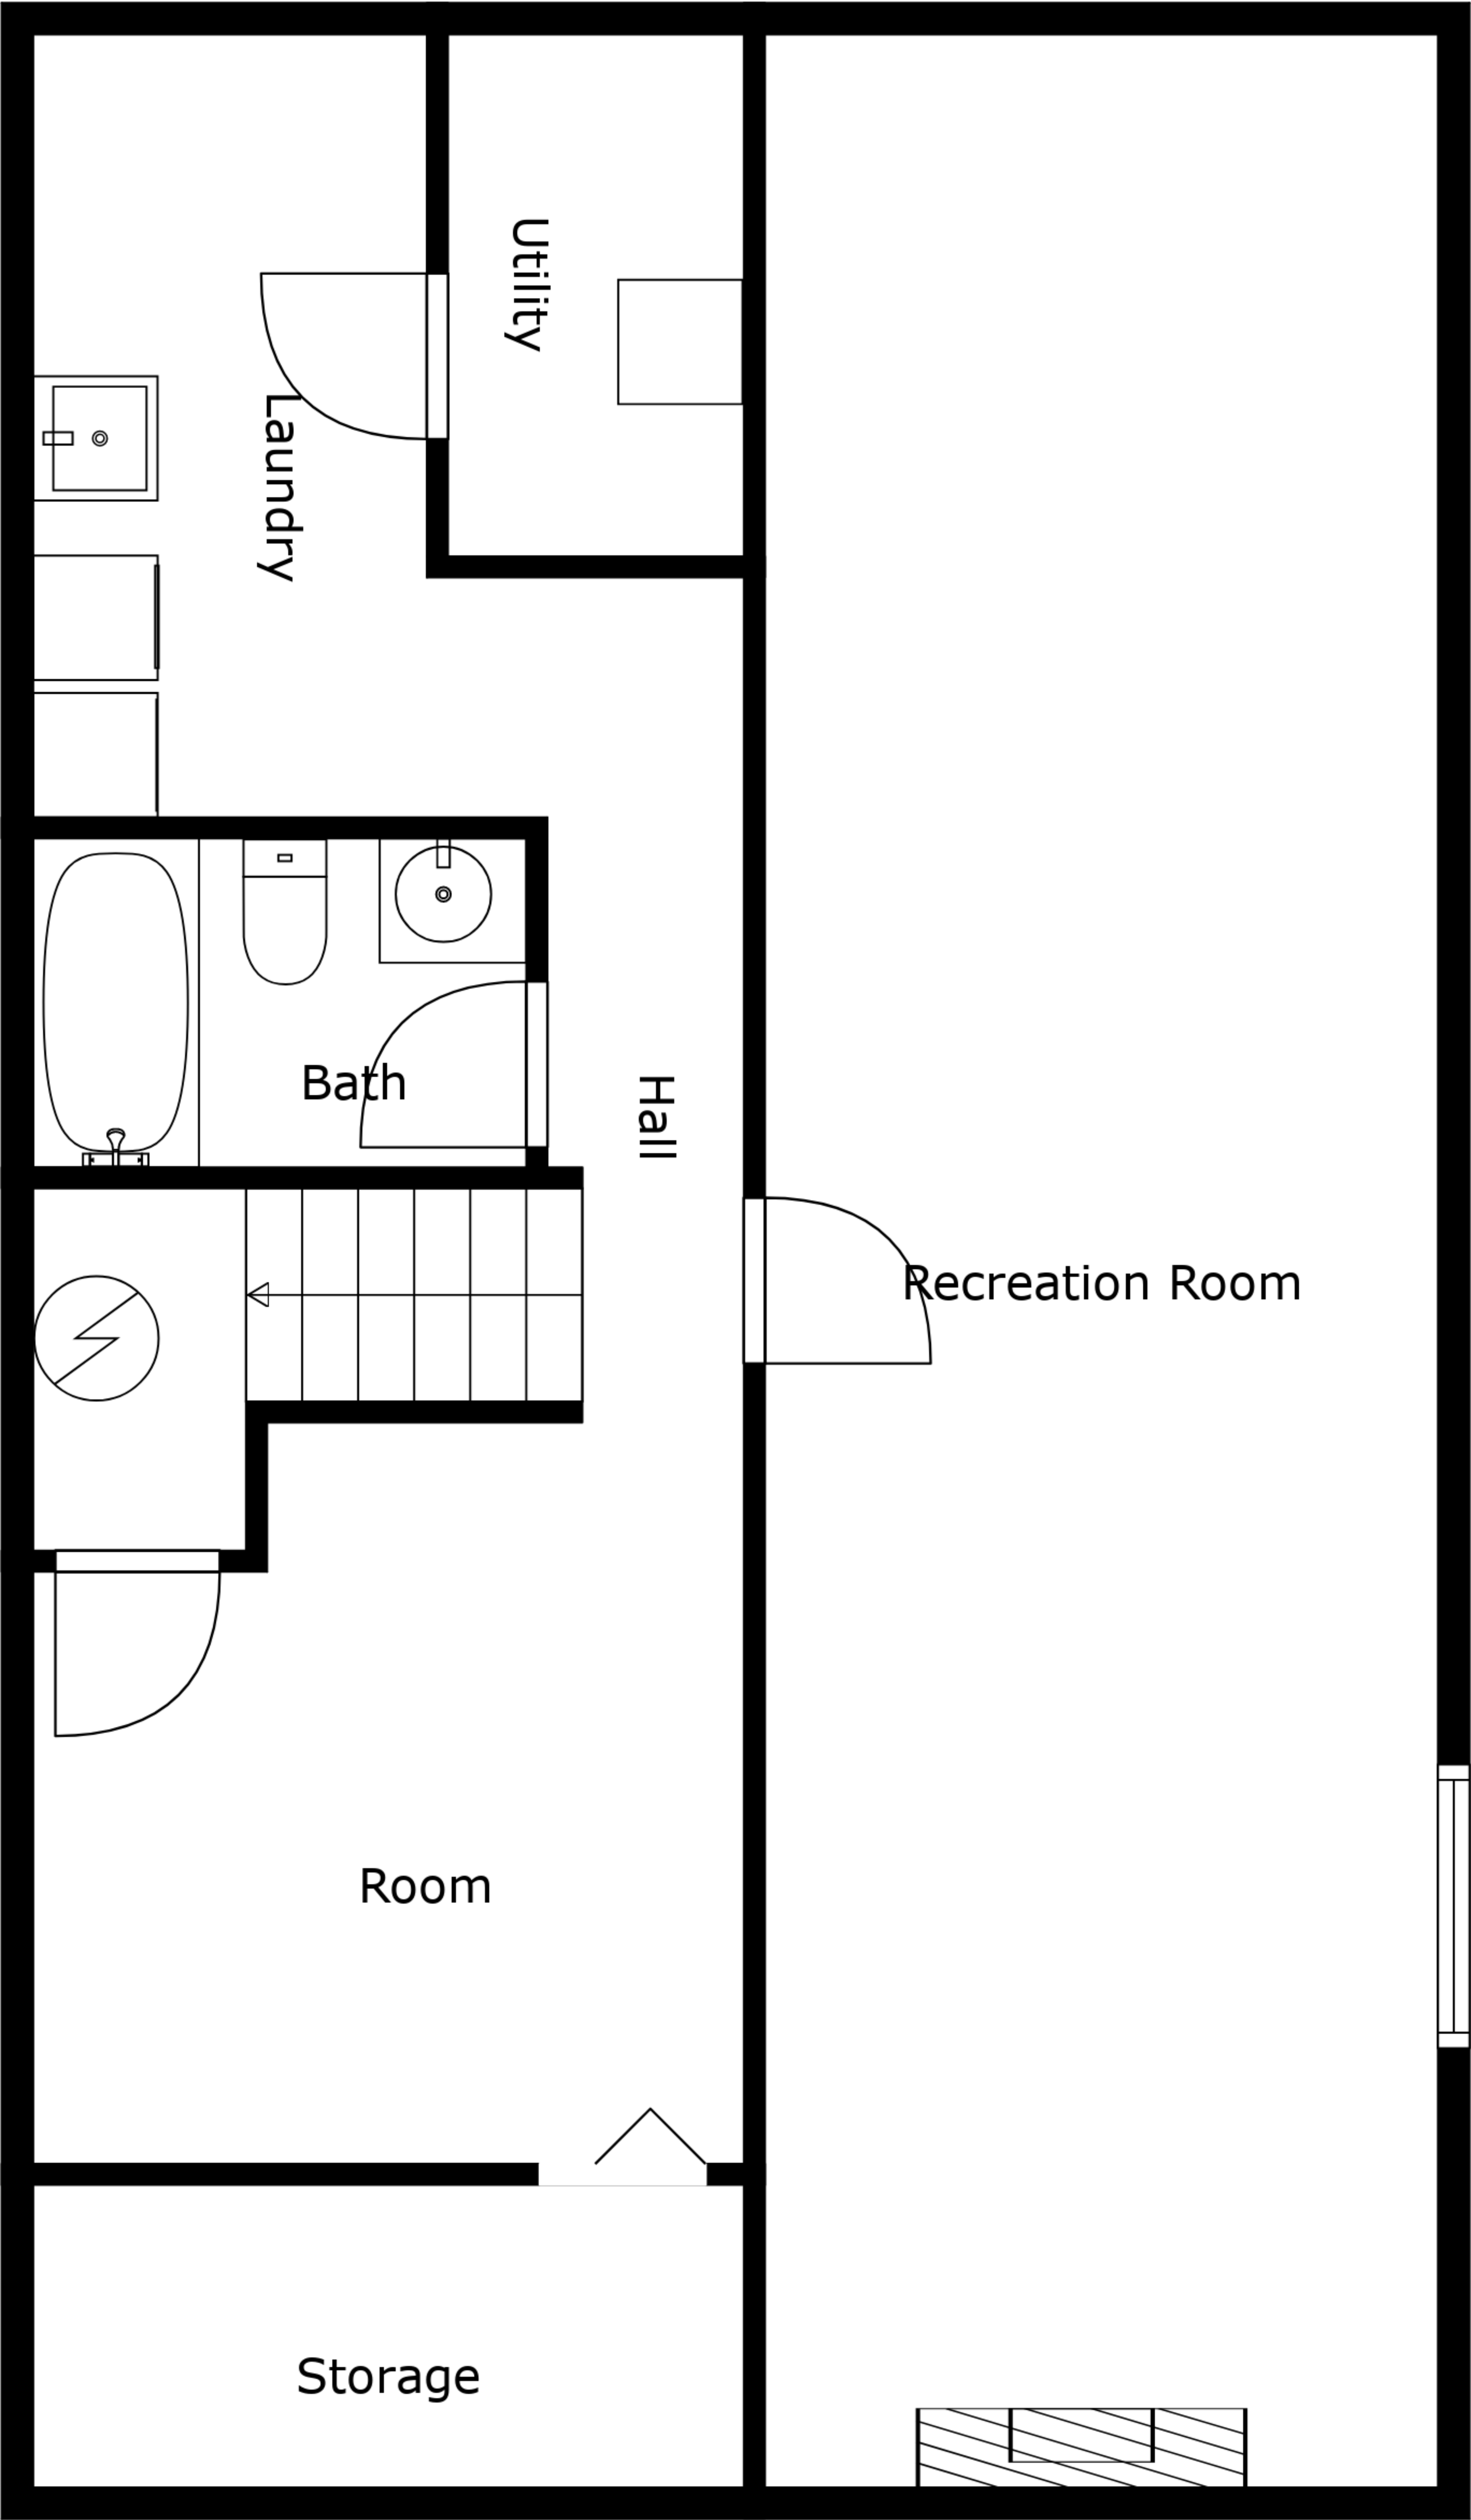 Utility
Laundry
Bath
Hall
Recreation Room
Room
Storage